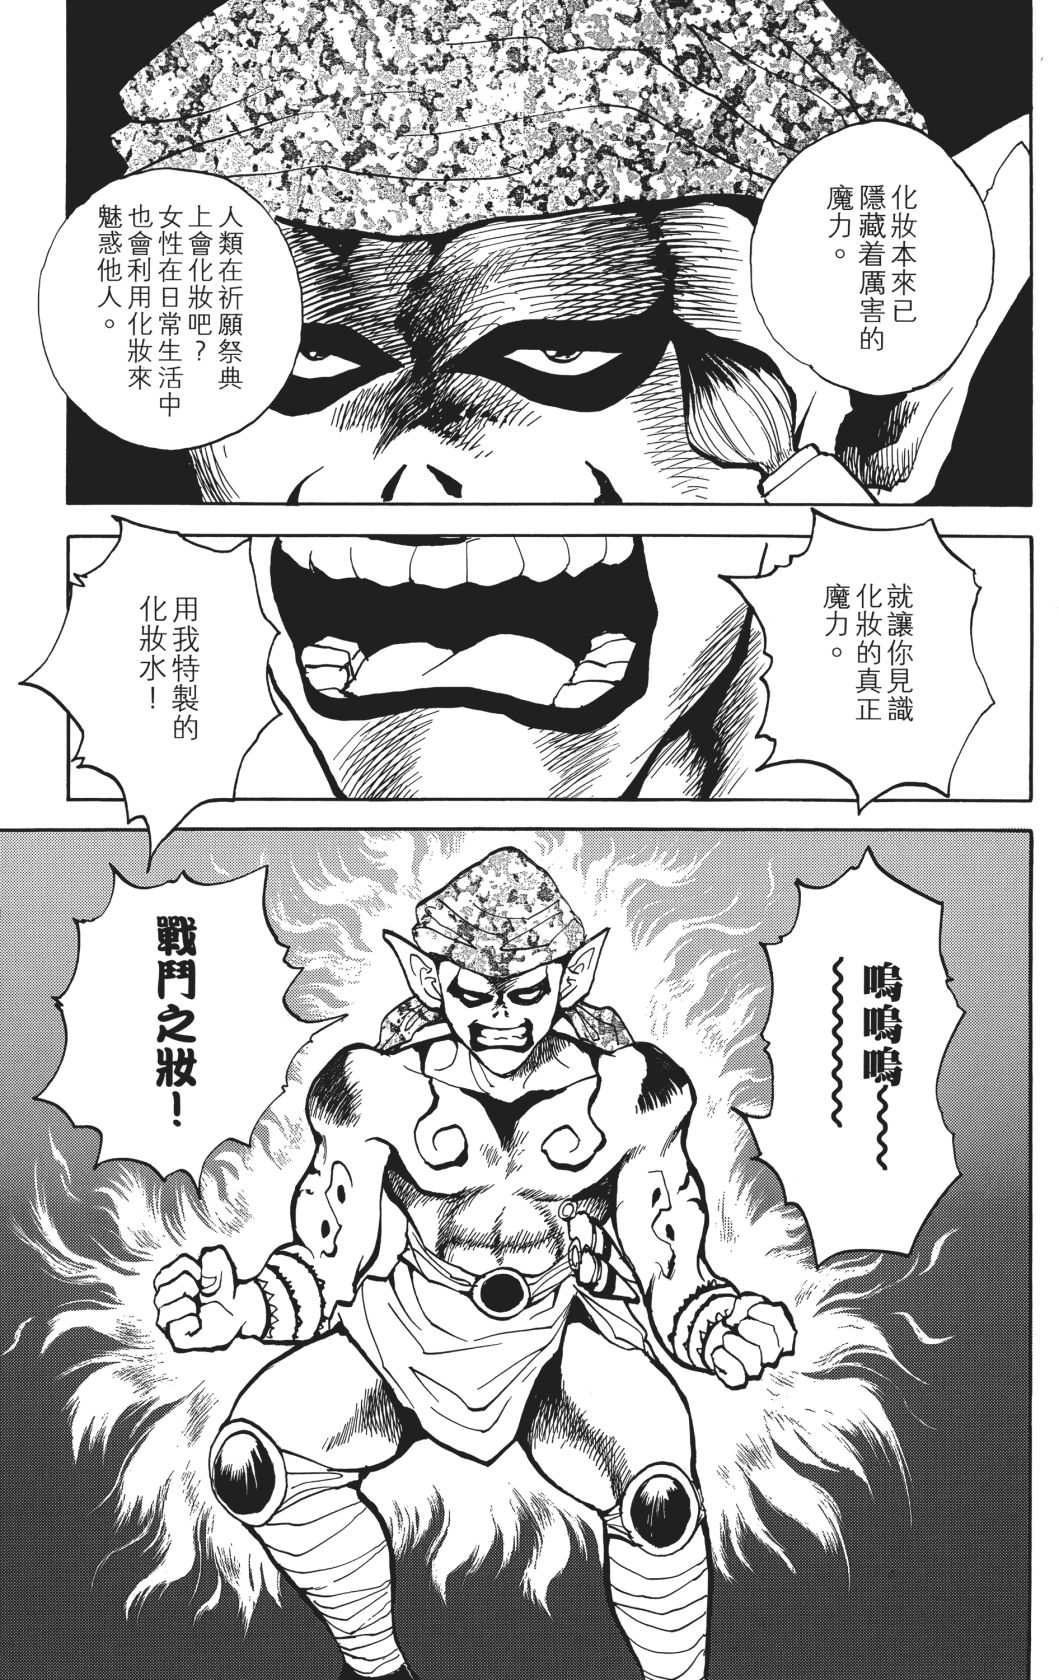 化妝本來已
隱藏着厲害的
魔力。
人類在祈願祭典
上會化妝吧？
女性在日常生活中
也會利用化妝來
魅惑他人。
就讓你見識
化妝的真正
魔力。
用我特製的
化妝水！
嗚嗚嗚～
～
戰鬥之妝！